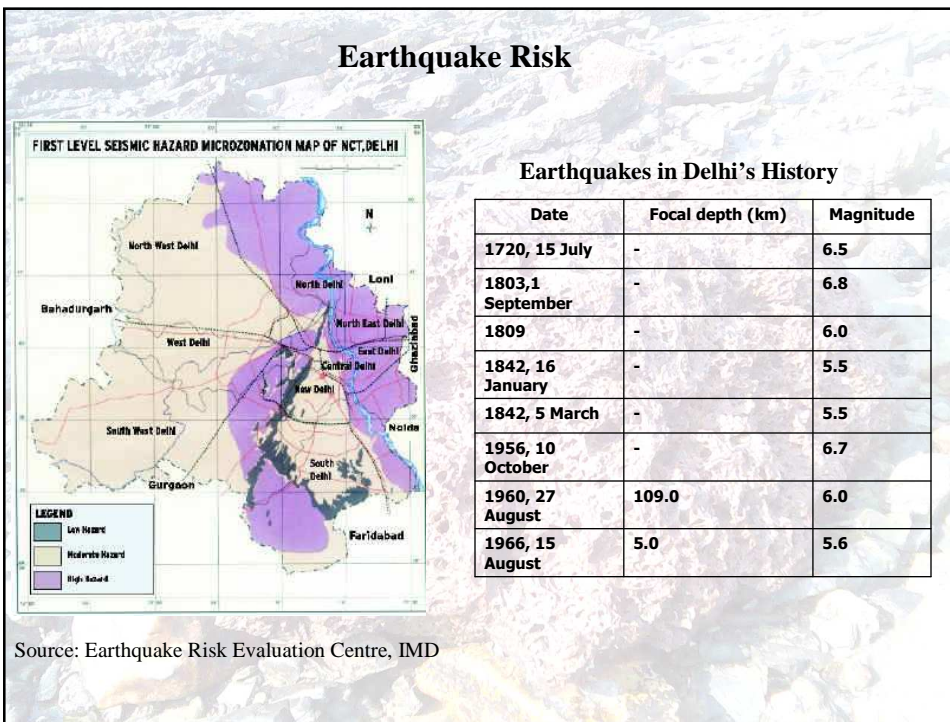 Earthquake Risk
FIRST LEVEL SEISMIC HAZARD MICROZONATION MAP OF NCT, DELHI
N
North West Delhi
North Delhi
Loni
Bahadurgarh
North East Delhi
West Delhi
East Delhi
Ghaziabad
Central Delhi
New Delhi
Noida
South West Delhi
South
Delhi
Gurgaon
Faridabad
LEGEND
Low Hazard
Moderate Hazard
High Hazard
Earthquakes in Delhi's History
Date Focal depth (km) Magnitude
1720, 15 July - 6.5
1803,1 - 6.8
September
1809 - 6.0
1842, 16 - 5.5
January
1842, 5 March - 5.5
1956, 10 - 6.7
October
1960, 27 109.0 6.0
August
1966, 15 5.0 5.6
August
Source: Earthquake Risk Evaluation Centre, IMD